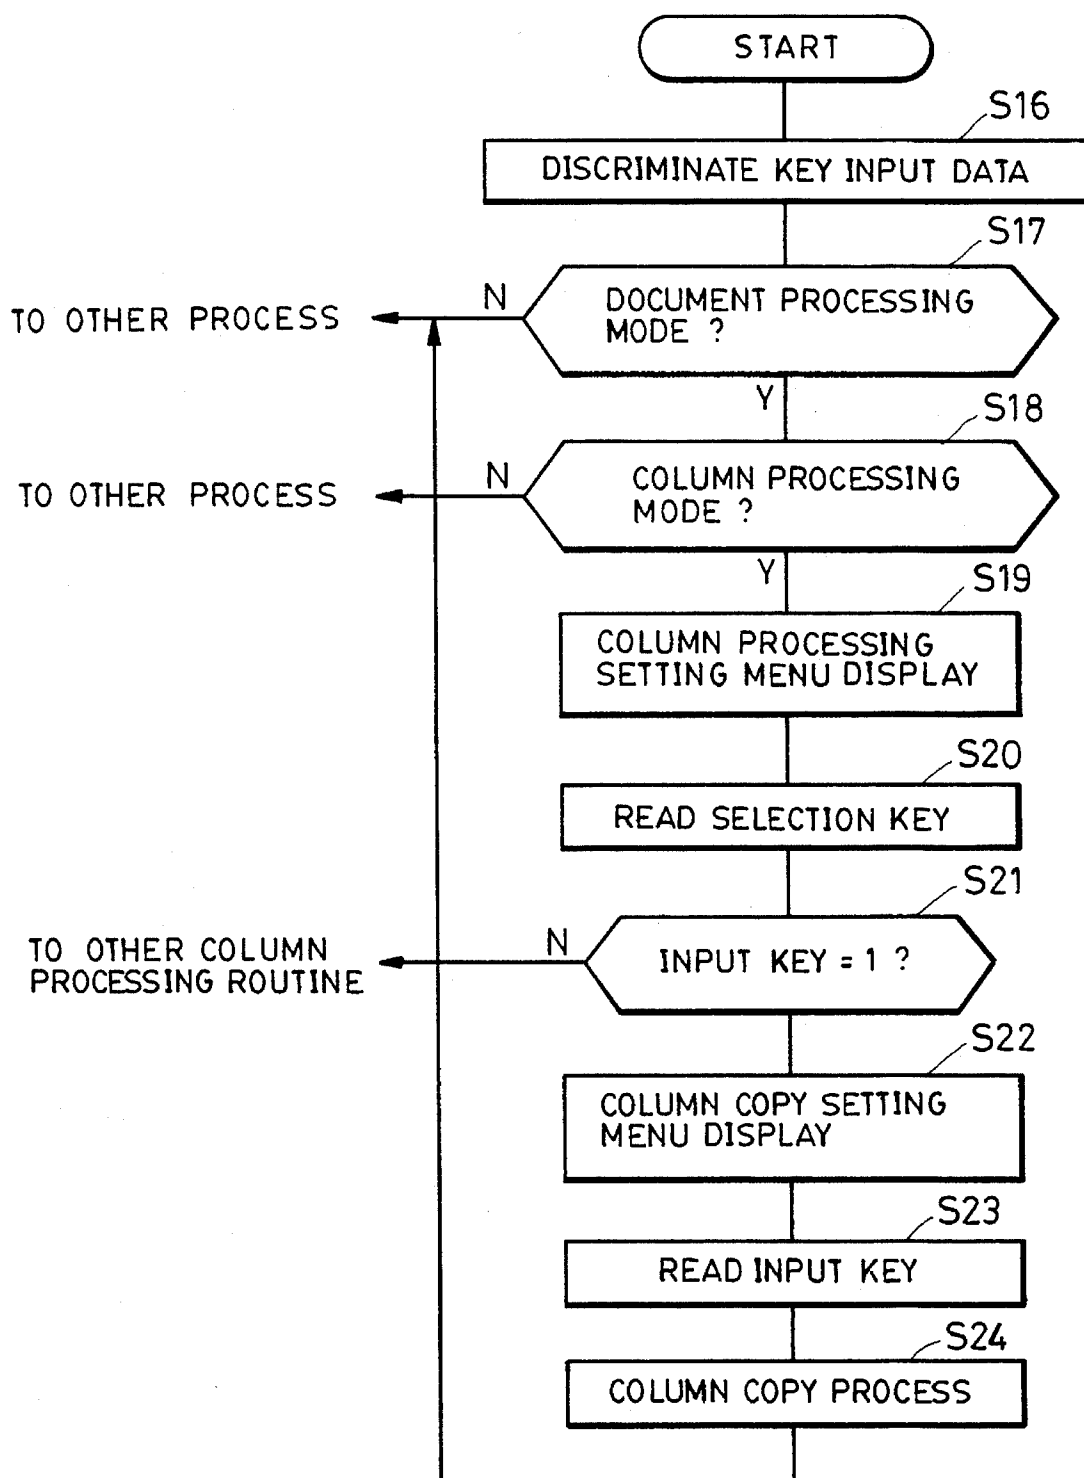 START
S16
DISCRIMINATE KEY INPUT DATA
S17
N
DOCUMENT PROCESSING
MODE ?
TO OTHER PROCESS
Y
S18
N
COLUMN PROCESSING
MODE ?
TO OTHER PROCESS
Y
S19
COLUMN PROCESSING
SETTING MENU DISPLAY
S20
READ SELECTION KEY
S21
N
INPUT KEY = 1 ?
TO OTHER COLUMN
PROCESSING ROUTINE
S22
COLUMN COPY SETTING
MENU DISPLAY
S23
READ INPUT KEY
S24
COLUMN COPY PROCESS